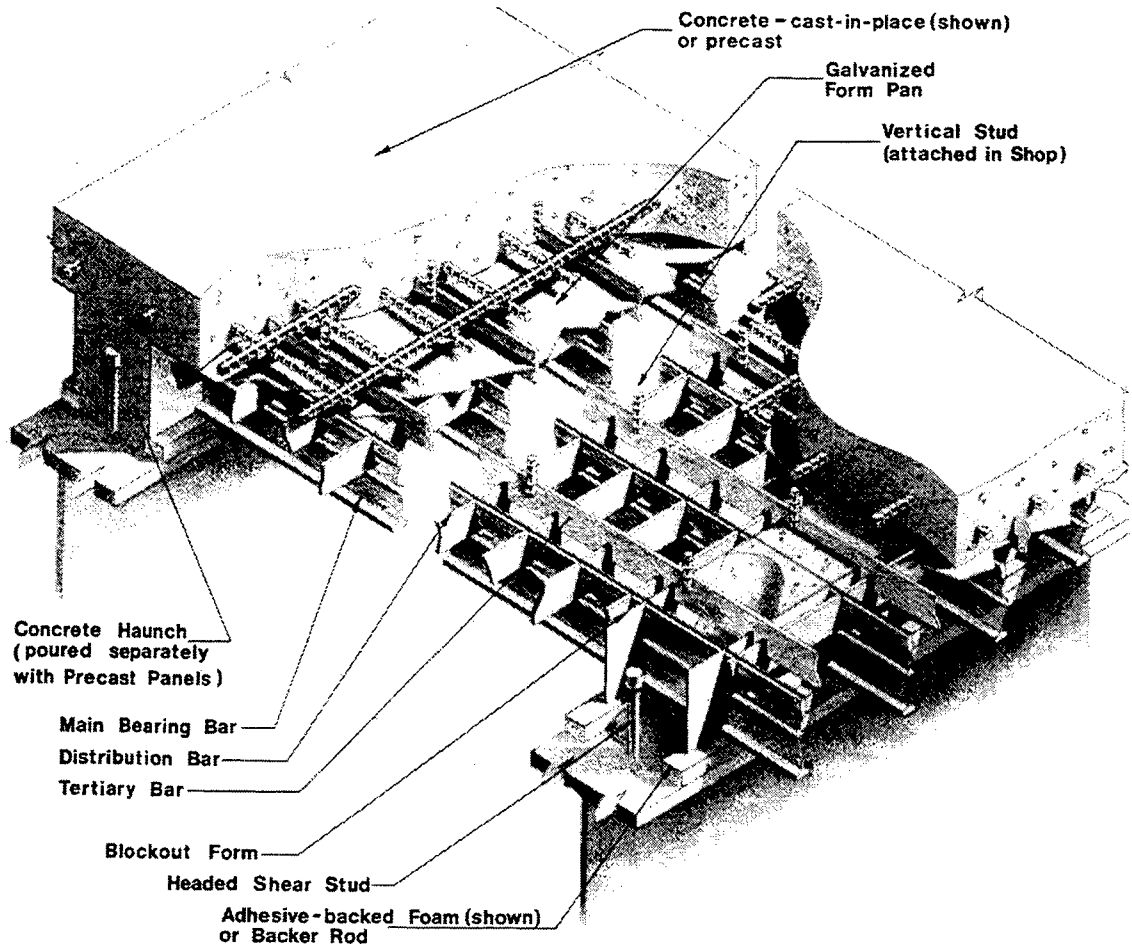 Concrete – cast-in-place (shown)
or precast
Galvanized
Form Pan
Vertical Stud
(attached in Shop)
Concrete Haunch
(poured separately
with Precast Panels)
Main Bearing Bar
Distribution Bar
Tertiary Bar
Blockout Form
Headed Shear Stud
Adhesive-backed Foam (shown)
or Backer Rod